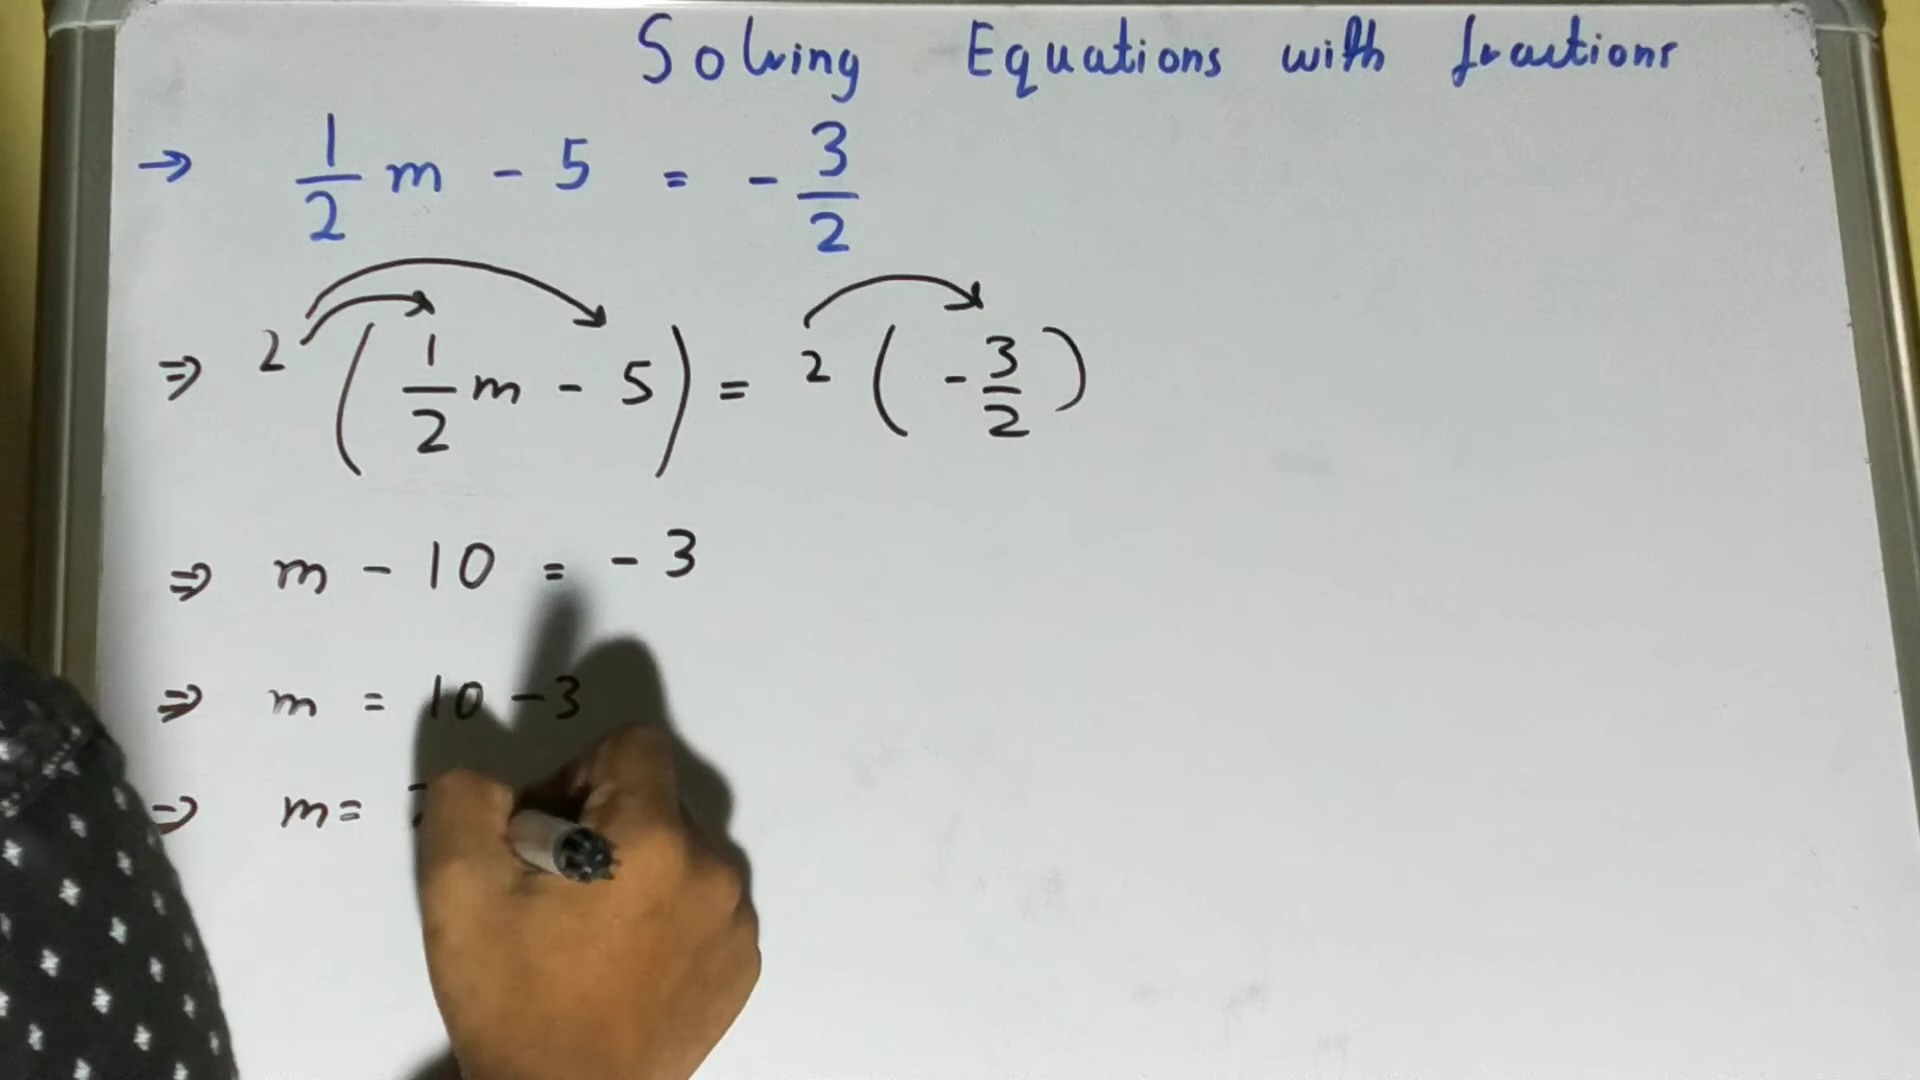 Solving Equations with fractions
→ 1/2 m - 5 = - 3/2
⇒ 2 ( 1/2 m - 5 ) = 2 ( - 3/2 )
⇒ m - 10 = - 3
⇒ m = 10 - 3
⇒ m =